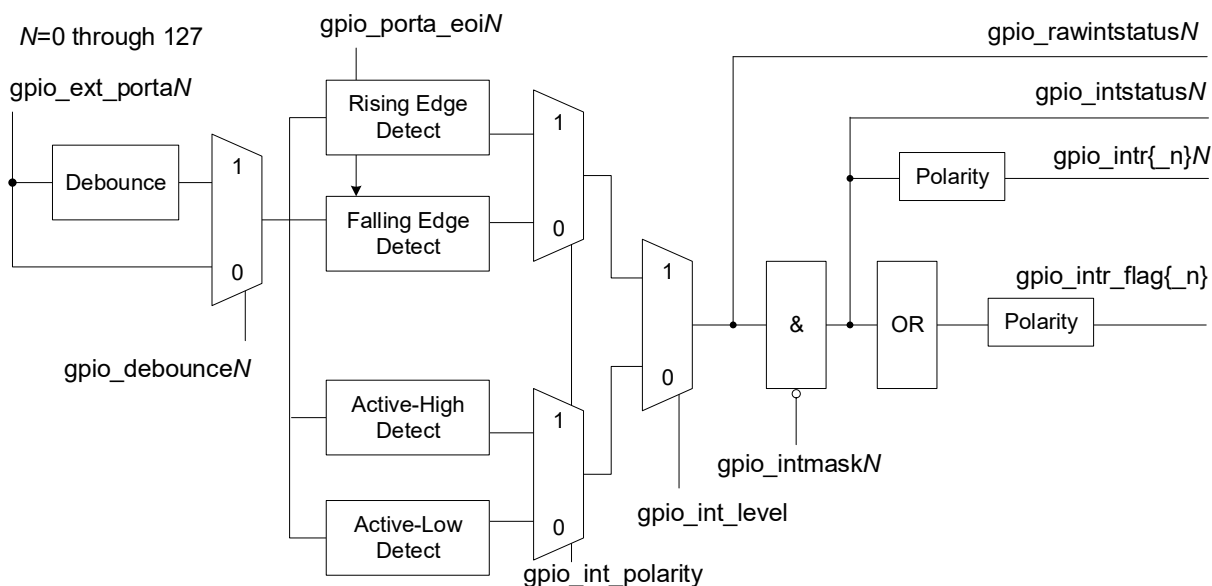 gpio_porta_eoiN
N=0 through 127
gpio_rawintstatusN
gpio_ext_portaN
gpio_intstatusN
Rising Edge
Detect
1
1
gpio_intr{_n}N
Debounce
Polarity
Falling Edge
Detect
0
0
1
gpio_intr_flag{_n}
&
OR
Polarity
gpio_debounceN
0
Active-High
Detect
1
gpio_intmaskN
gpio_int_level
Active-Low
Detect
0
gpio_int_polarity